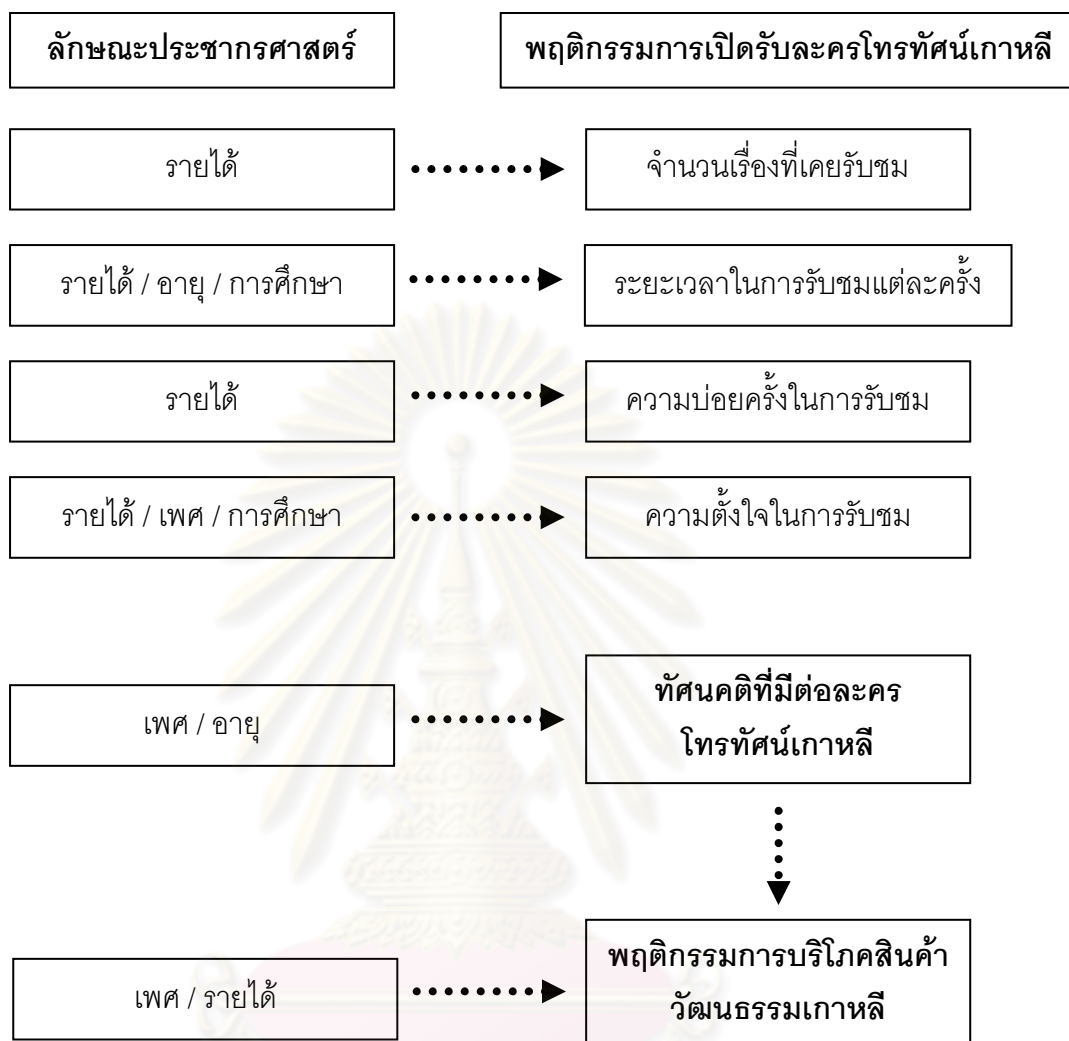 ลักษณะประชากรศาสตร์
พฤติกรรมการเปิดรับละครโทรทัศน์เกาหลี
รายได้
จำนวนเรื่องที่เคยรับชม
รายได้ / อายุ / การศึกษา
ระยะเวลาในการรับชมแต่ละครั้ง
รายได้
ความบ่อยครั้งในการรับชม
รายได้ / เพศ / การศึกษา
ความตั้งใจในการรับชม
เพศ / อายุ
ทัศนคติที่มีต่อละคร
โทรทัศน์เกาหลี
เพศ / รายได้
พฤติกรรมการบริโภคสินค้า
วัฒนธรรมเกาหลี